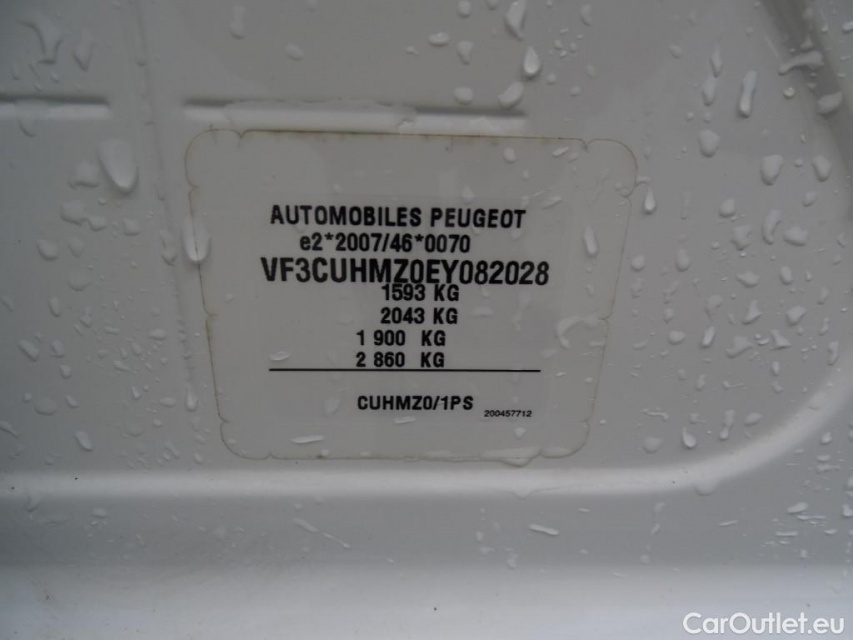 AUTOMOBILES PEUGEOT
e2*2007/46*0070
VF3CUHMZ0EY082028
1593 KG
2043 KG
1 900 KG
2 860 KG
CUHMZ0/1PS 200457712
CarOutlet.eu